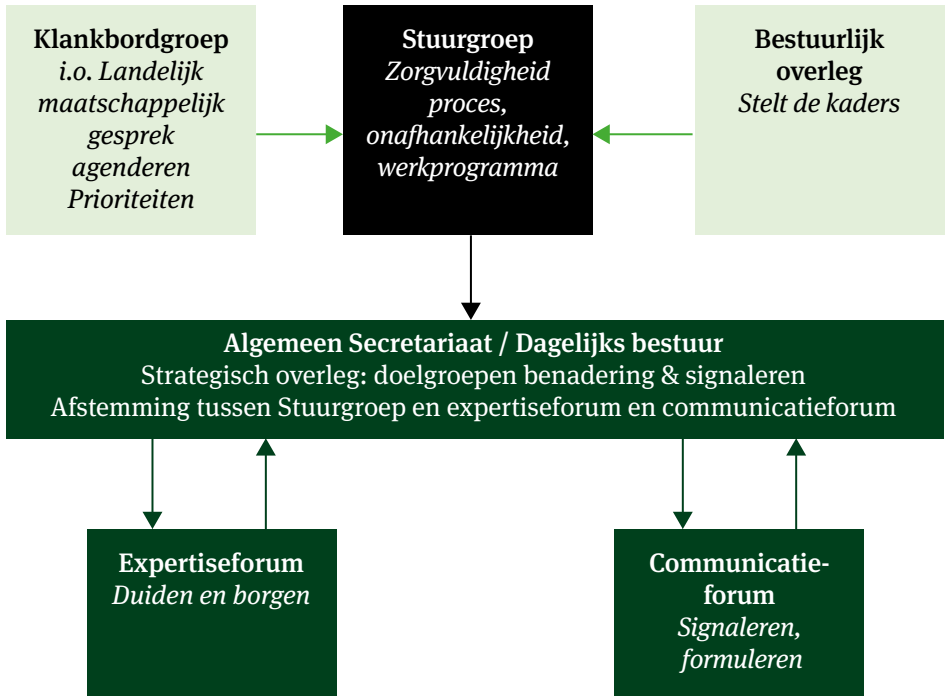 Klankbordgroep
i.o. Landelijk
maatschappelijk
gesprek
agenderen
Prioriteiten
Stuurgroep
Zorgvuldigheid
proces,
onafhankelijkheid,
werkprogramma
Bestuurlijk
overleg
Stelt de kaders
Algemeen Secretariaat / Dagelijks bestuur
Strategisch overleg: doelgroepen benadering & signaleren
Afstemming tussen Stuurgroep en expertiseforum en communicatieforum
Expertiseforum
Duiden en borgen
Communicatie-
forum
Signaleren,
formuleren